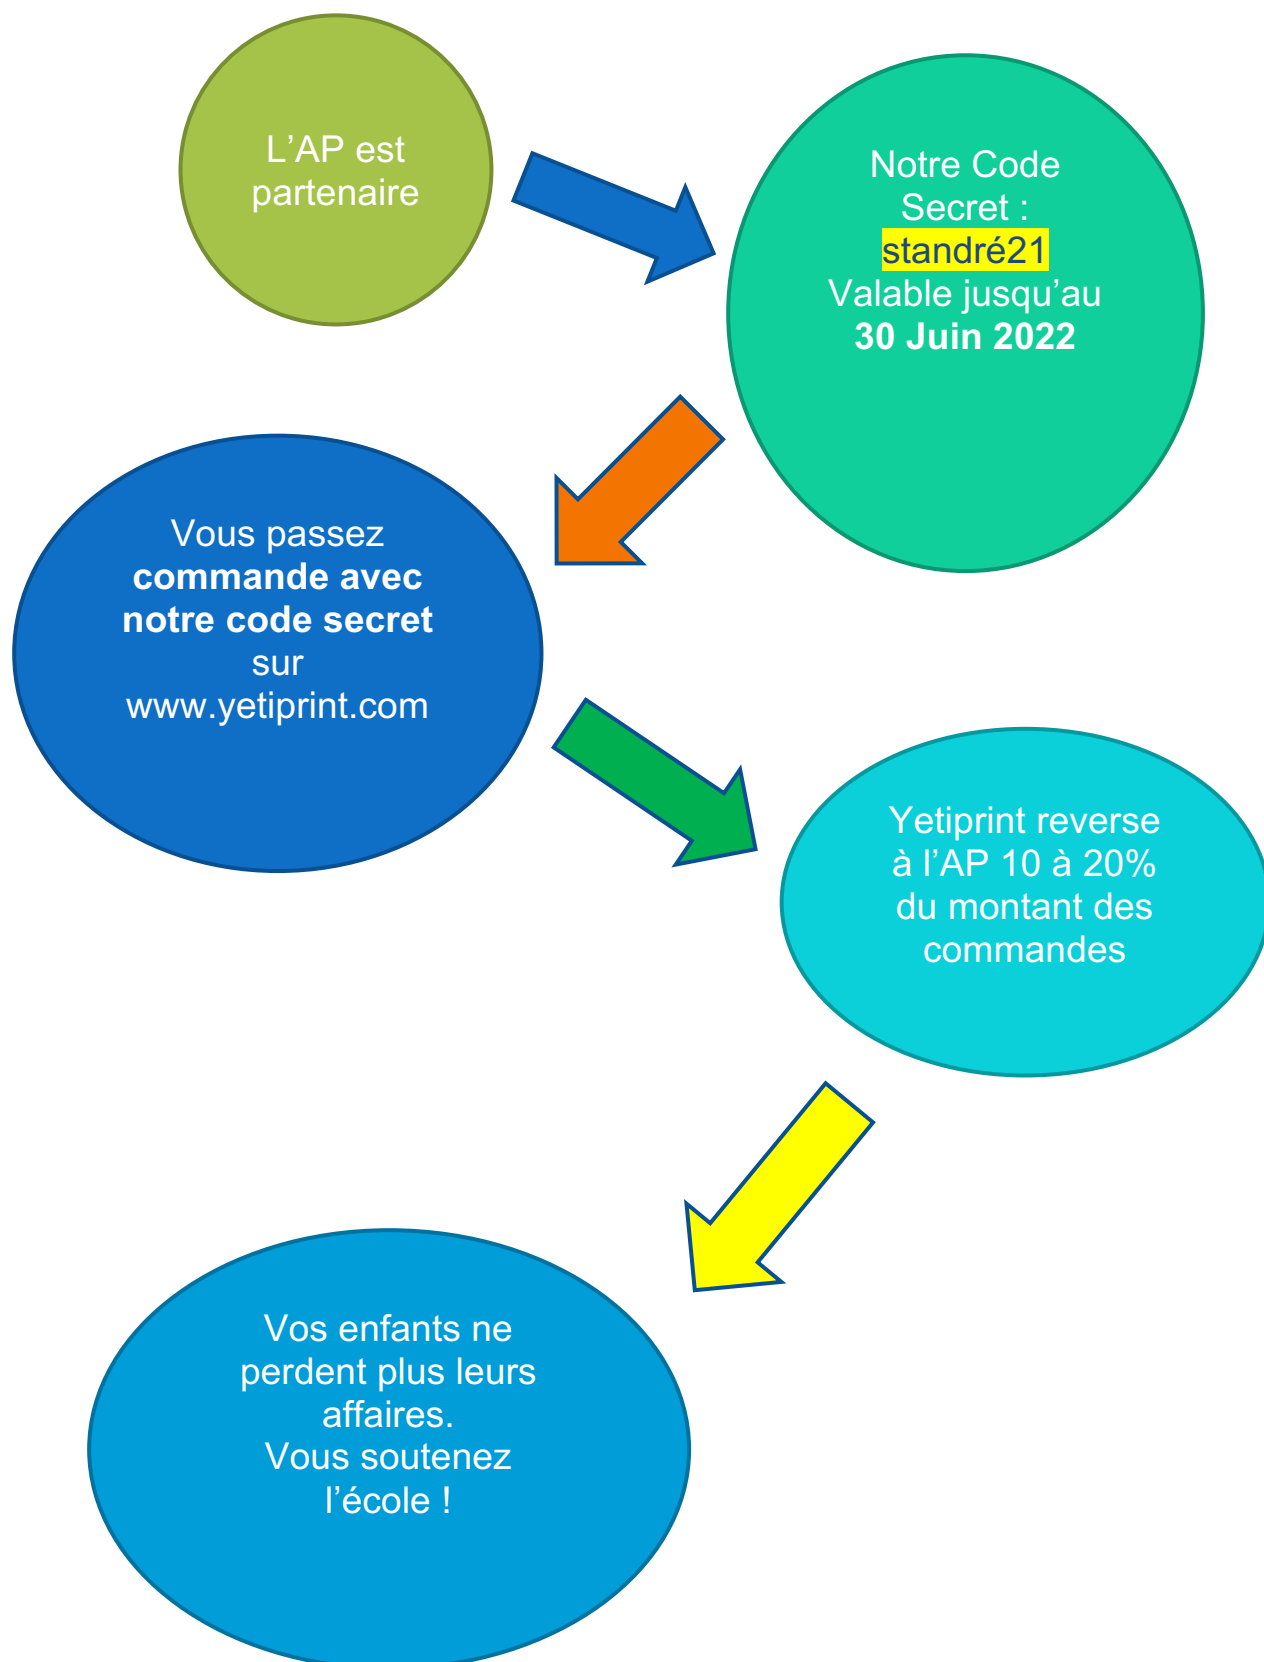 L’AP est
partenaire
Notre Code
Secret :
standré21
Valable jusqu’au
30 Juin 2022
Vous passez
commande avec
notre code secret
sur
www.yetiprint.com
Yetiprint reverse
à l’AP 10 à 20%
du montant des
commandes
Vos enfants ne
perdent plus leurs
affaires.
Vous soutenez
l’école !